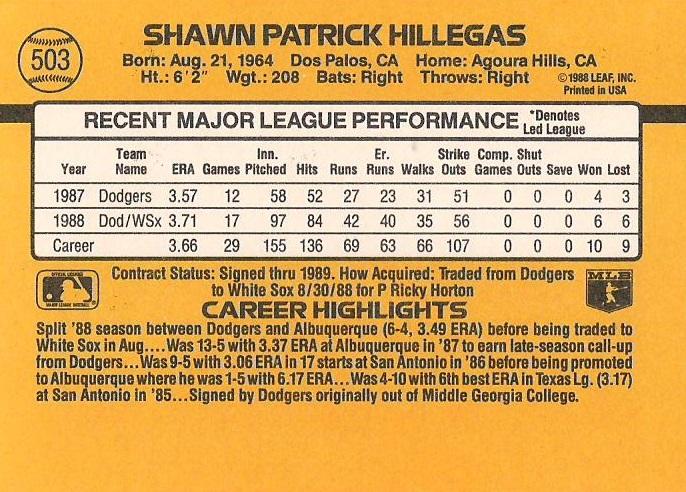 503
SHAWN PATRICK HILLEGAS
Born: Aug. 21, 1964 Dos Palos, CA Home: Agoura Hills, CA
Ht.: 6'2" Wgt.: 208 Bats: Right Throws: Right
©1988 LEAF, INC.
Printed in USA
RECENT MAJOR LEAGUE PERFORMANCE *Denotes Led League
Year Team Name ERA Games Inn. Pitched Hits Runs Er. Runs Walks Strike Outs Comp. Games Shut Outs Save Won Lost
1987 Dodgers 3.57 12 58 52 27 23 31 51 0 0 0 4 3
1988 Dod/WSx 3.71 17 97 84 42 40 35 56 0 0 0 6 6
Career 3.66 29 155 136 69 63 66 107 0 0 0 10 9
Contract Status: Signed thru 1989. How Acquired: Traded from Dodgers
to White Sox 8/30/88 for P Ricky Horton
MLB
CAREER HIGHLIGHTS
Split '88 season between Dodgers and Albuquerque (6-4, 3.49 ERA) before being traded to
White Sox in Aug....Was 13-5 with 3.37 ERA at Albuquerque in '87 to earn late-season call-up
from Dodgers...Was 9-5 with 3.06 ERA in 17 starts at San Antonio in '86 before being promoted
to Albuquerque where he was 1-5 with 6.17 ERA...Was 4-10 with 6th best ERA in Texas Lg. (3.17)
at San Antonio in '85...Signed by Dodgers originally out of Middle Georgia College.